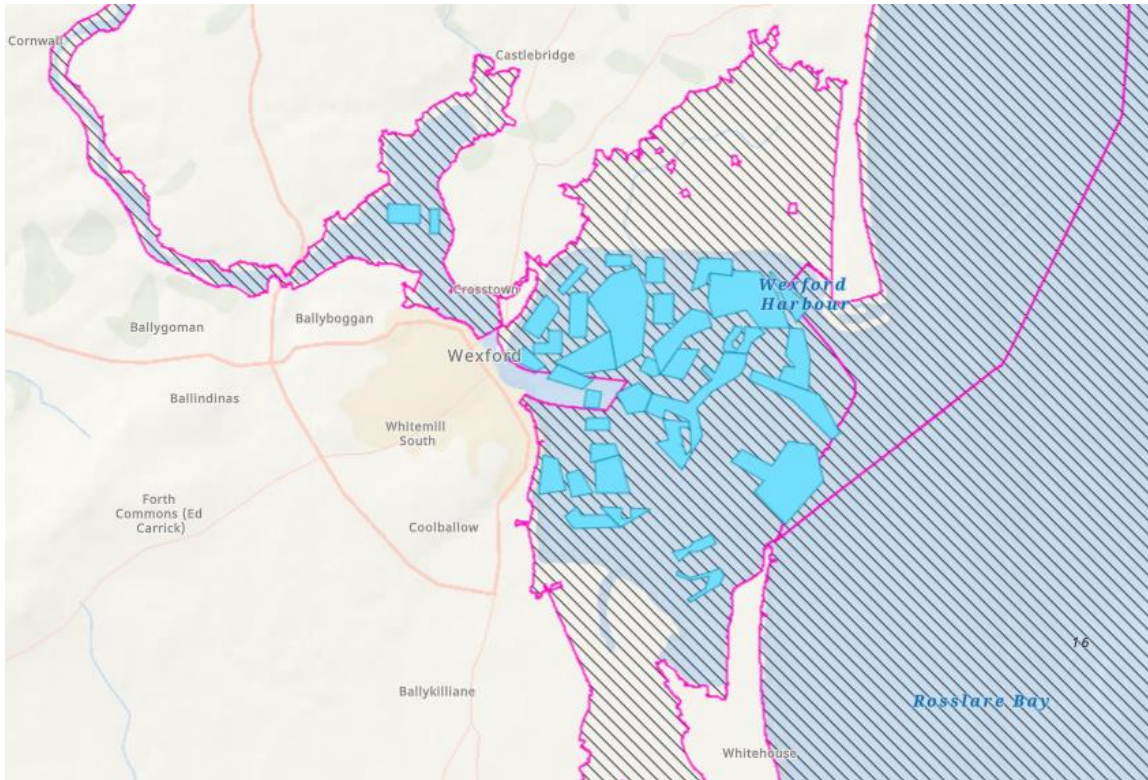 Cornwall
Castlebridge
Crosstown
Wexford
Harbour
Ballygoman
Ballyboggan
Wexford
Ballindinas
Whitemill
South
Forth
Commons (Ed
Carrick)
Coolballow
16
Ballykilliane
Rosslare Bay
Whitehouse